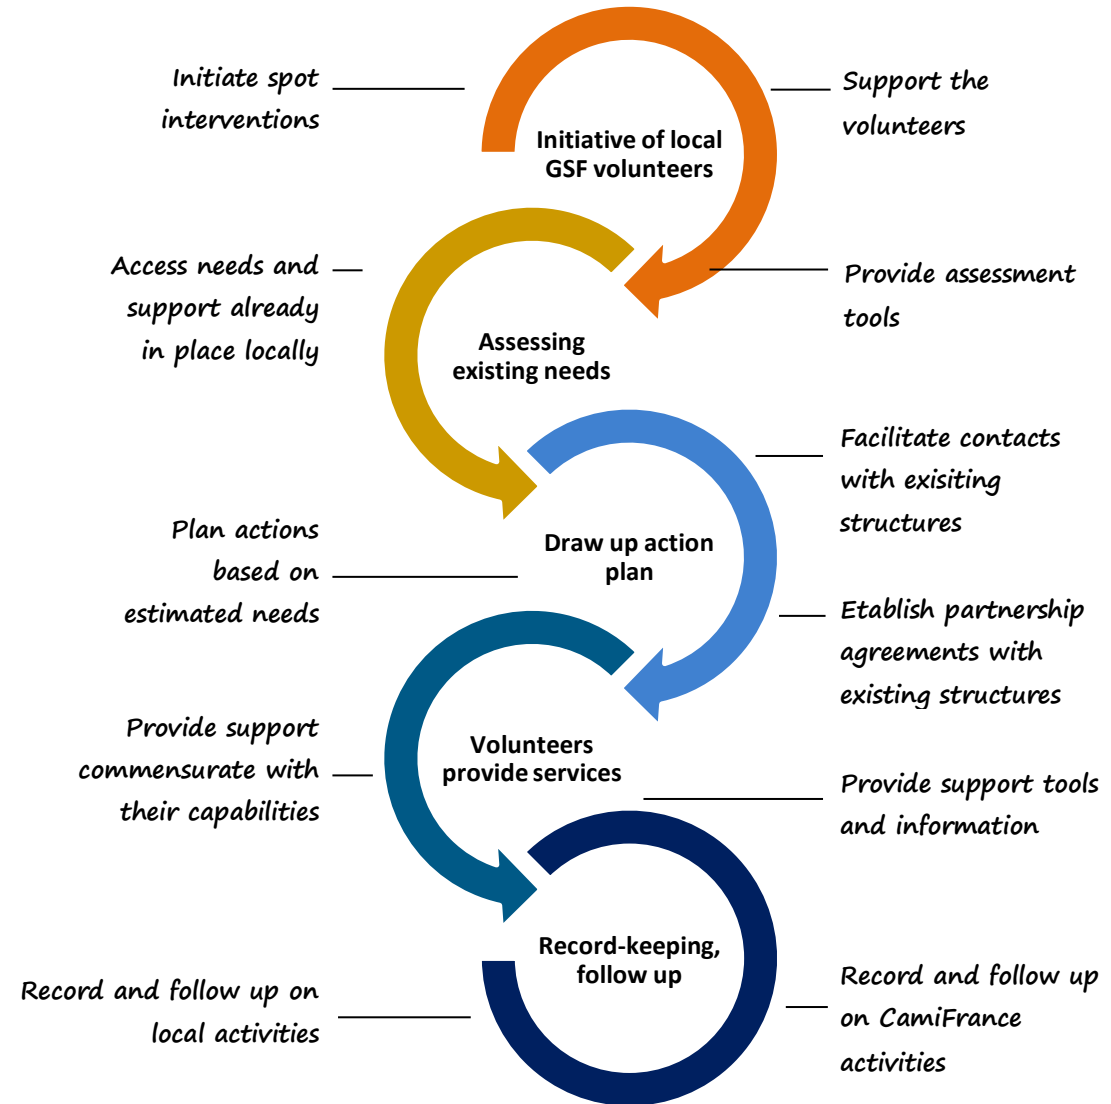 Initiate spot
interventions
Support the
volunteers
Initiative of local
GSF volunteers
Access needs and
support already
in place locally
Provide assessment
tools
Assessing
existing needs
Facilitate contacts
with exisiting
structures
Plan actions
based on
estimated needs
Draw up action
plan
Etablish partnership
agreements with
existing structures
Provide support
commensurate with
their capabilities
Volunteers
provide services
Provide support tools
and information
Record-keeping,
follow up
Record and follow up on
local activities
Record and follow up
on CamiFrance
activities